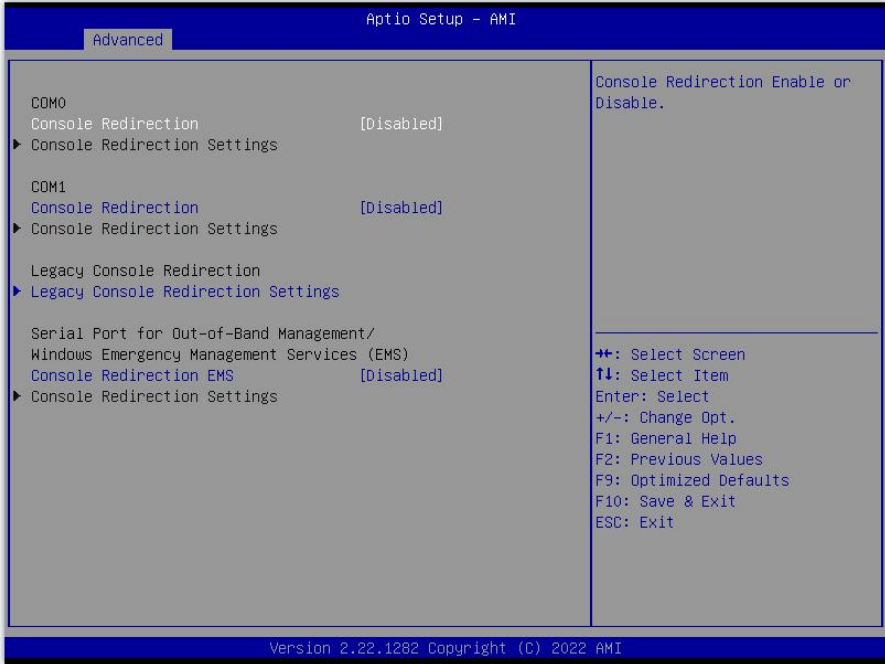 Aptio Setup – AMI
Advanced
COM0
Console Redirection [Disabled]
Console Redirection Settings
COM1
Console Redirection [Disabled]
Console Redirection Settings
Legacy Console Redirection
Legacy Console Redirection Settings
Serial Port for Out-of-Band Management/
Windows Emergency Management Services (EMS)
Console Redirection EMS [Disabled]
Console Redirection Settings
Console Redirection Enable or
Disable.
→←: Select Screen
↑↓: Select Item
Enter: Select
+/-: Change Opt.
F1: General Help
F2: Previous Values
F9: Optimized Defaults
F10: Save & Exit
ESC: Exit
Version 2.22.1282 Copyright (C) 2022 AMI